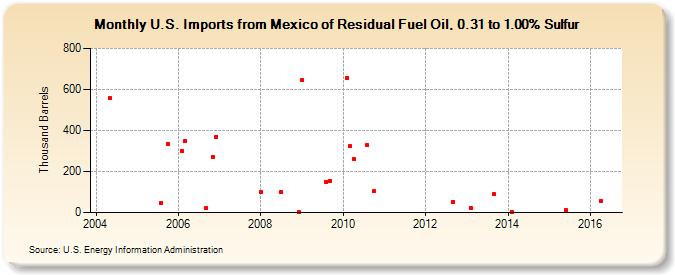 Monthly U.S. Imports from Mexico of Residual Fuel Oil, 0.31 to 1.00% Sulfur
Thousand Barrels
800
600
400
200
0
2004 2006 2008 2010 2012 2014 2016
Source: U.S. Energy Information Administration